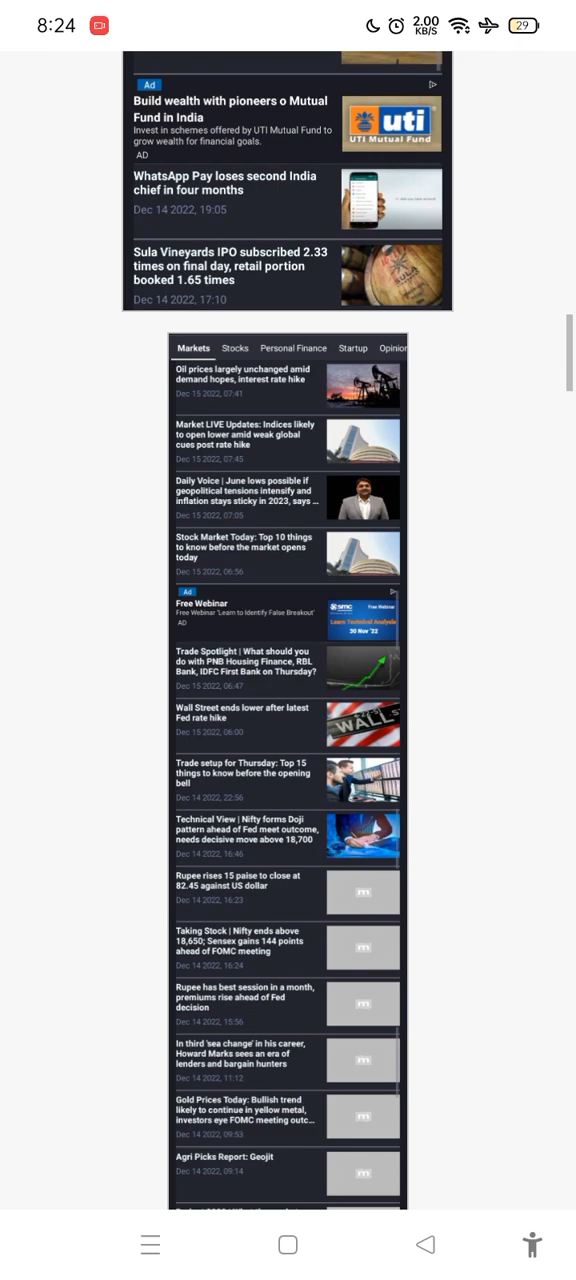 8:24
2.00
KB/S
29
Ad
Build wealth with pioneers o Mutual
Fund in India
Invest in schemes offered by UTI Mutual Fund to
grow wealth for financial goals.
AD
uti
UTI Mutual Fund
WhatsApp Pay loses second India
chief in four months
Dec 14 2022, 19:05
Sula Vineyards IPO subscribed 2.33
times on final day, retail portion
booked 1.65 times
Dec 14 2022, 17:10
SULA
Markets Stocks Personal Finance Startup Opinion
Oil prices largely unchanged amid
demand hopes, interest rate hike
Dec 15 2022, 07:41
Market LIVE Updates: Indices likely
to open lower amid weak global
cues post rate hike
Dec 15 2022, 07:45
Daily Voice | June lows possible if
geopolitical tensions intensify and
inflation stays sticky in 2023, says ...
Dec 15 2022, 07:05
Stock Market Today: Top 10 things
to know before the market opens
today
Dec 15 2022, 06:56
Ad
Free Webinar
Free Webinar 'Learn to Identify False Breakout'
AD
SMC Free Webinar
Learn Technical Analysis
30 Nov '22
Trade Spotlight | What should you
do with PNB Housing Finance, RBL
Bank, IDFC First Bank on Thursday?
Dec 15 2022, 06:47
Wall Street ends lower after latest
Fed rate hike
Dec 15 2022, 06:00
WALL
Trade setup for Thursday: Top 15
things to know before the opening
bell
Dec 14 2022, 22:56
Technical View | Nifty forms Doji
pattern ahead of Fed meet outcome,
needs decisive move above 18,700
Dec 14 2022, 16:46
Rupee rises 15 paise to close at
82.45 against US dollar
Dec 14 2022, 16:23
m
Taking Stock | Nifty ends above
18,650; Sensex gains 144 points
ahead of FOMC meeting
Dec 14 2022, 16:24
m
Rupee has best session in a month,
premiums rise ahead of Fed
decision
Dec 14 2022, 15:56
m
In third 'sea change' in his career,
Howard Marks sees an era of
lenders and bargain hunters
Dec 14 2022, 11:12
m
Gold Prices Today: Bullish trend
likely to continue in yellow metal,
investors eye FOMC meeting outc...
Dec 14 2022, 09:53
m
Agri Picks Report: Geojit
Dec 14 2022, 09:14
m